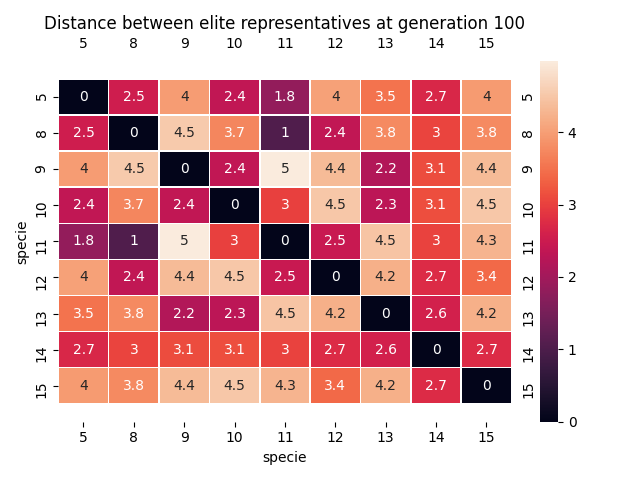 Distance between elite representatives at generation 100
5 8 9 10 11 12 13 14 15
5 0 2.5 4 2.4 1.8 4 3.5 2.7 4 5
8 2.5 0 4.5 3.7 1 2.4 3.8 3 3.8 8
9 4 4.5 0 2.4 5 4.4 2.2 3.1 4.4 9
10 2.4 3.7 2.4 0 3 4.5 2.3 3.1 4.5 10
11 1.8 1 5 3 0 2.5 4.5 3 4.3 11
12 4 2.4 4.4 4.5 2.5 0 4.2 2.7 3.4 12
13 3.5 3.8 2.2 2.3 4.5 4.2 0 2.6 4.2 13
14 2.7 3 3.1 3.1 3 2.7 2.6 0 2.7 14
15 4 3.8 4.4 4.5 4.3 3.4 4.2 2.7 0 15
5 8 9 10 11 12 13 14 15
specie
specie
4
3
2
1
0